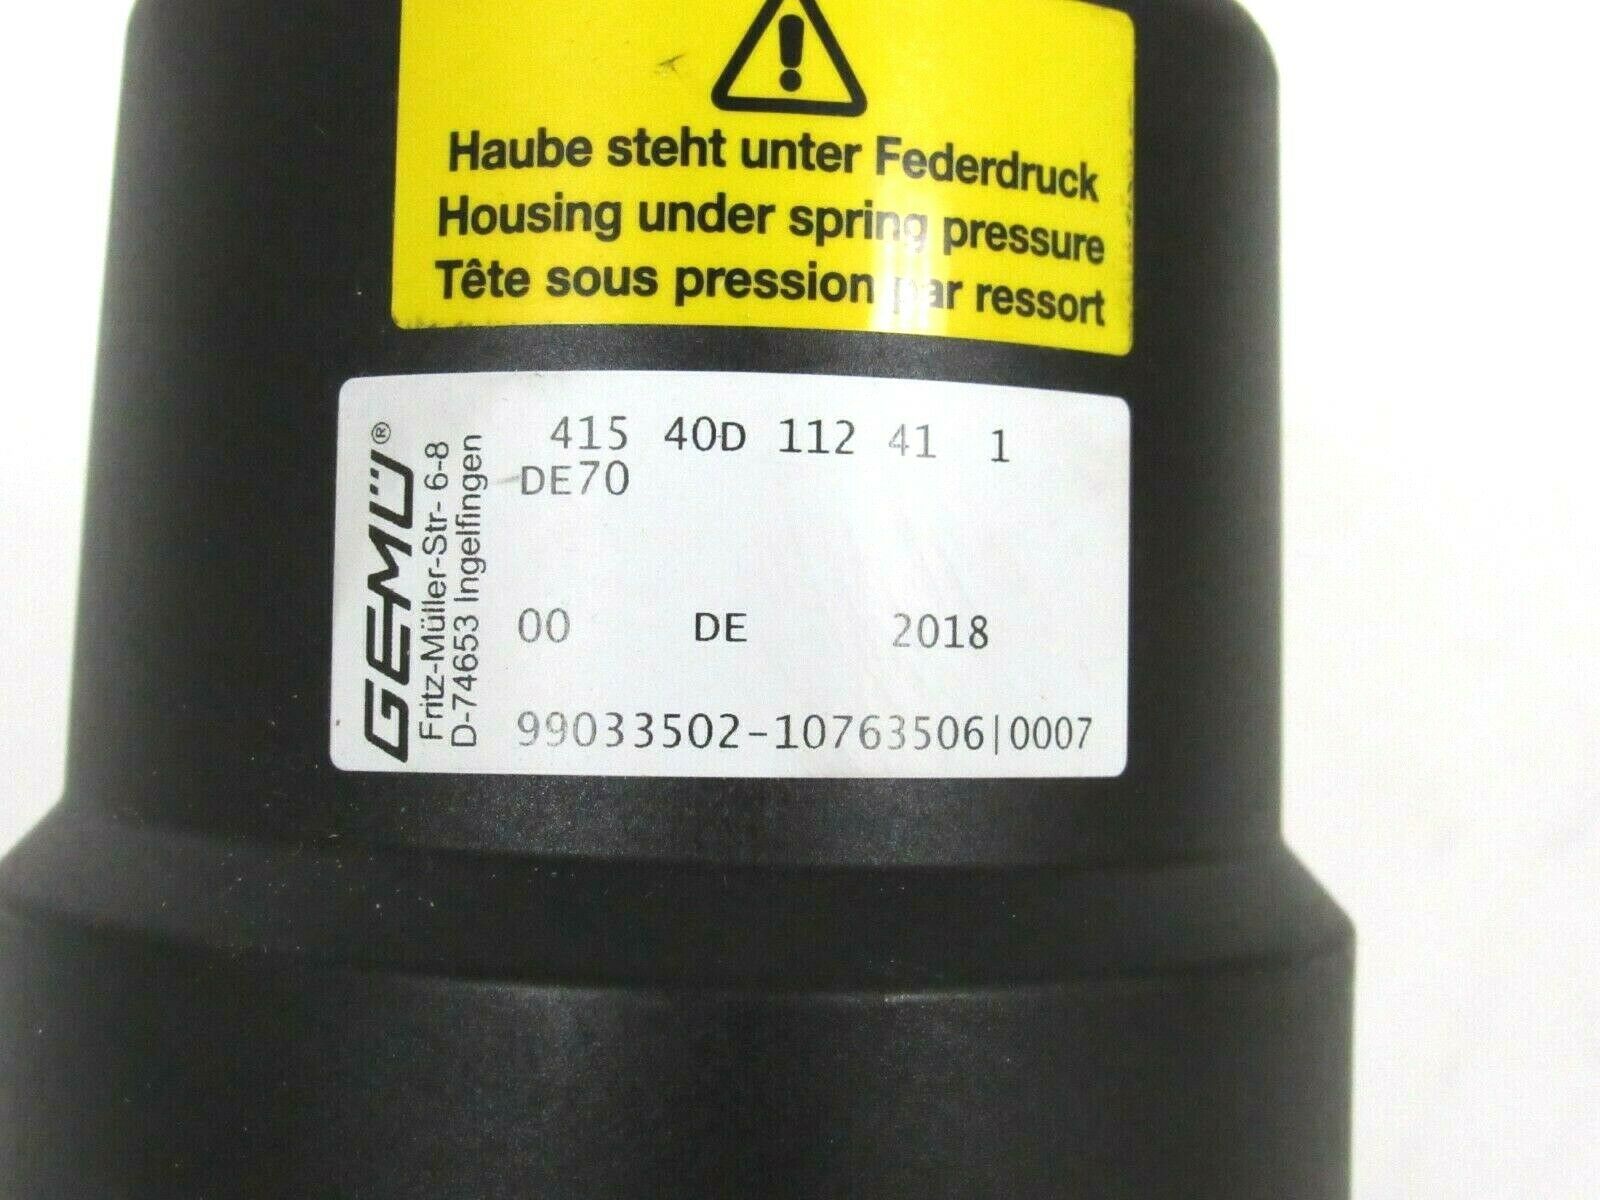 Haube steht unter Federdruck
Housing under spring pressure
Tête sous pression par ressort
GEMÜ®
Fritz-Müller-Str- 6-8
D-74653 Ingelfingen
415 40D 112 41 1
DE70
00 DE 2018
99033502-10763506|0007